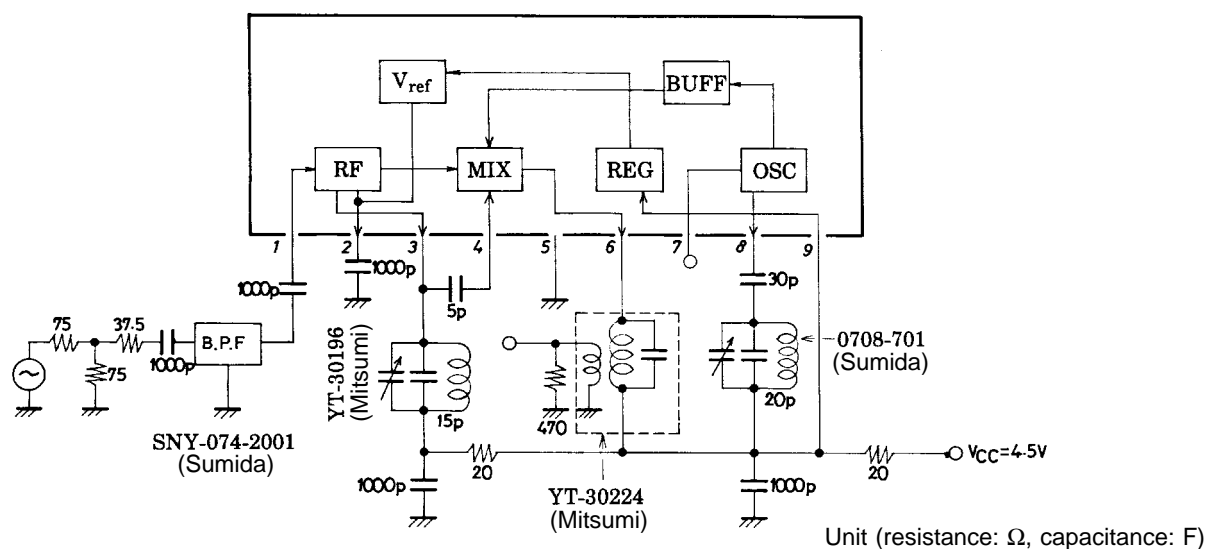 V_ref
BUFF
RF
MIX
REG
OSC
1
2
3
4
5
6
7
8
9
1000p
1000p
5p
30p
75
37.5
1000p
B.P.F
75
YT-30196
(Mitsumi)
15p
470
0708-701
(Sumida)
20p
SNY-074-2001
(Sumida)
20
20
VCC=4.5V
1000p
1000p
YT-30224
(Mitsumi)
Unit (resistance: Ω, capacitance: F)